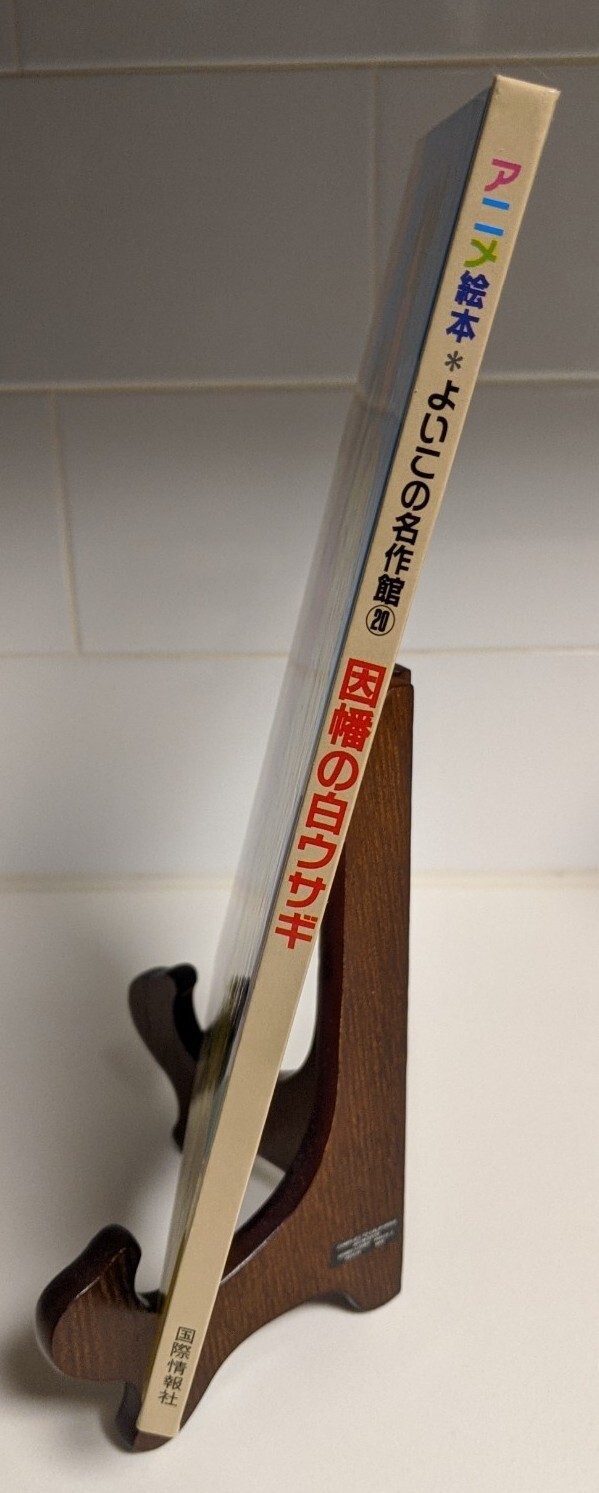 アニメ絵本*よいこの名作館⑳
因幡の白ウサギ
国際情報社